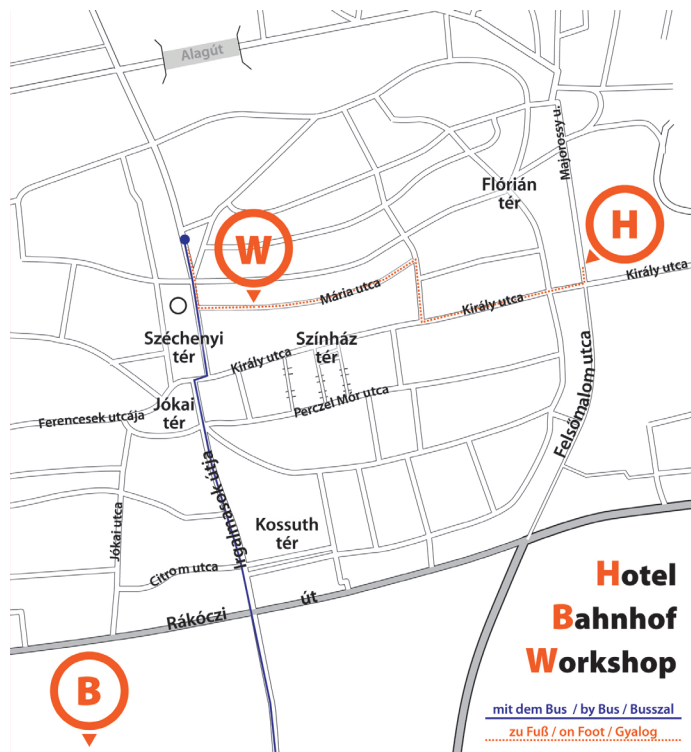 Alagút
Majorossy u.
Flórián
tér
W
H
Király utca
Mária utca
Király utca
Széchenyi
tér
Színház
tér
Király utca
Felsőmalom utca
Perczel Mór utca
Jókai
tér
Ferencesek utcája
Irgalmasok útja
Jókai utca
Kossuth
tér
Citrom utca
Rákóczi
út
B
Hotel
Bahnhof
Workshop
mit dem Bus / by Bus / Busszal
zu Fuß / on Foot / Gyalog